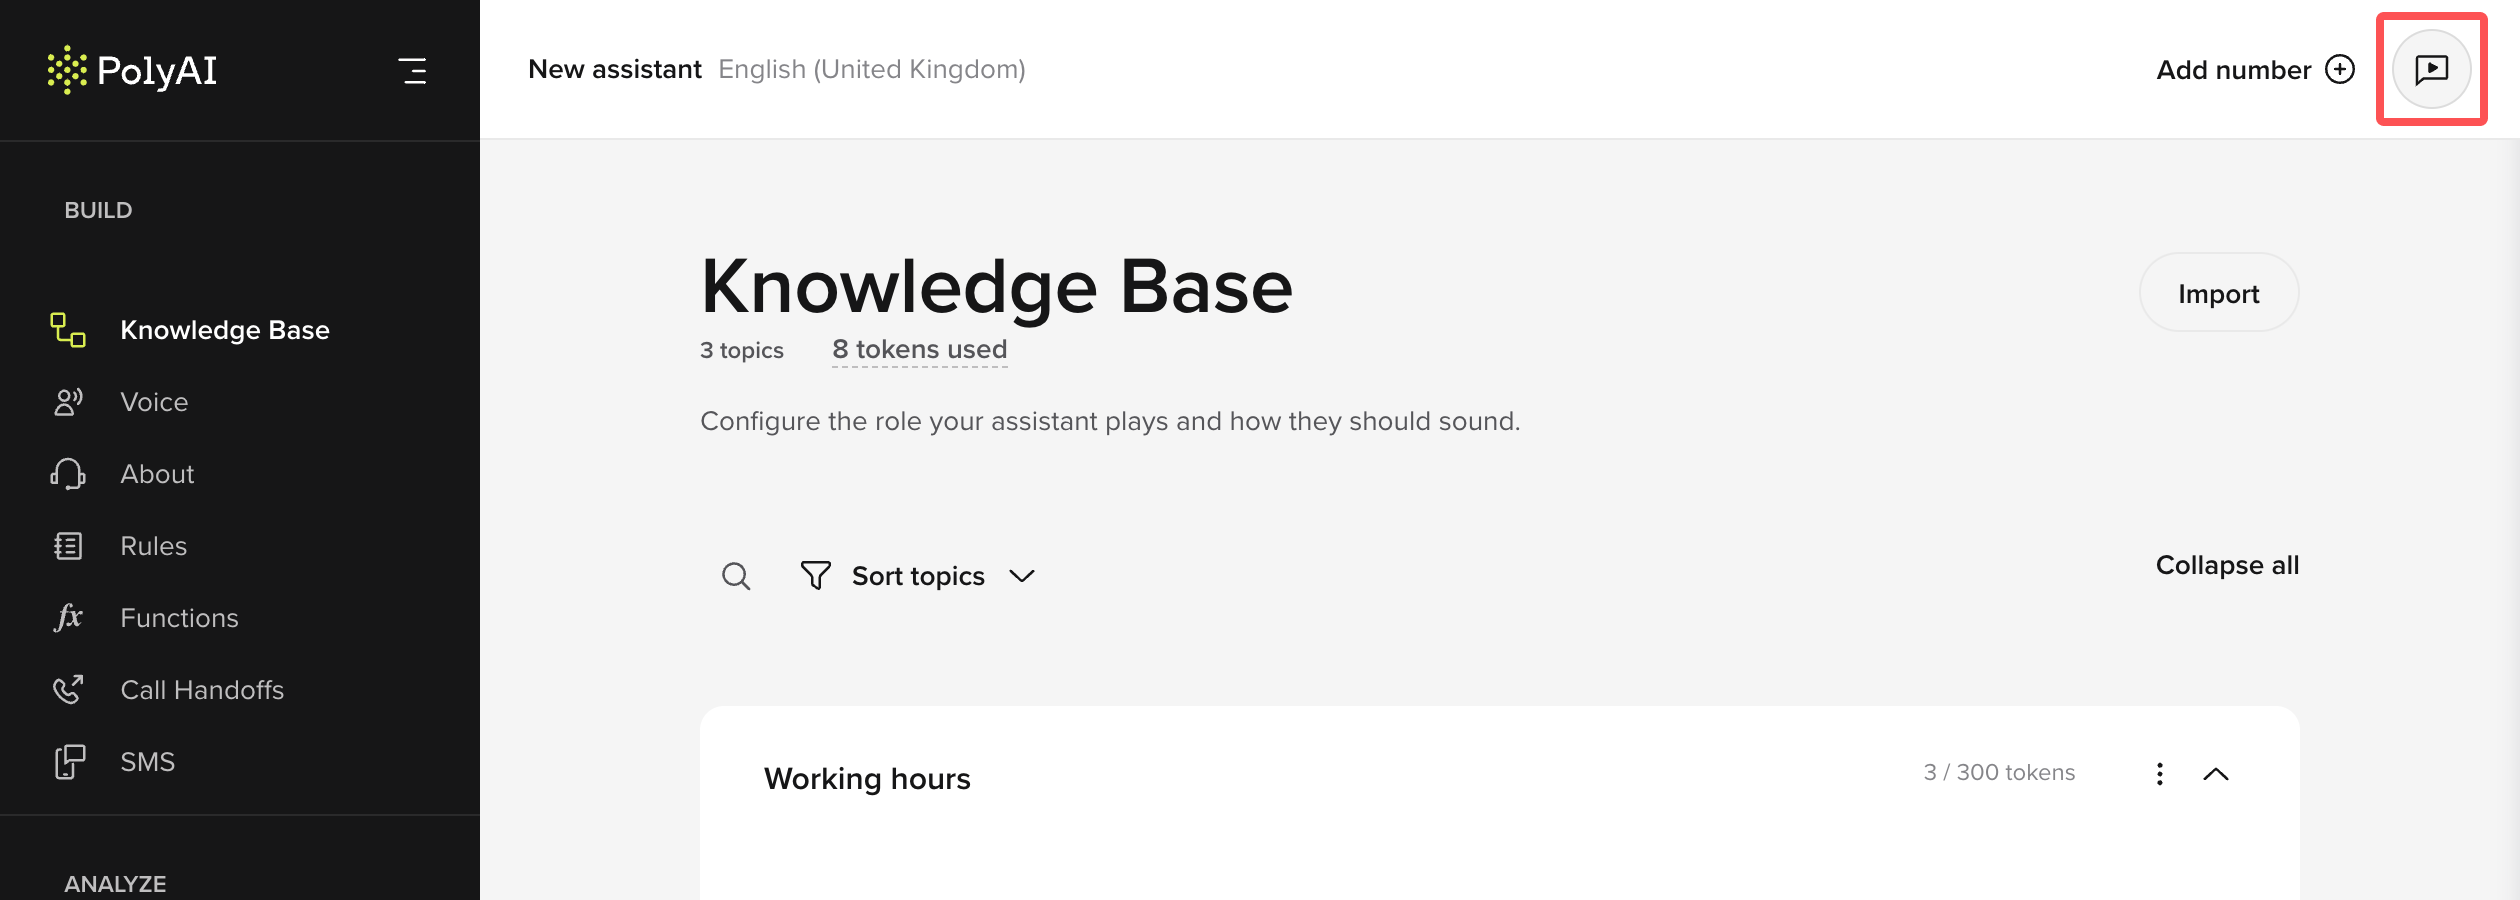 PolyAI
BUILD
Knowledge Base
Voice
About
Rules
fx
Functions
Call Handoffs
SMS
ANALYZE
New assistant English (United Kingdom)
Add number
Knowledge Base
Import
3 topics 8 tokens used
Configure the role your assistant plays and how they should sound.
Sort topics
Collapse all
Working hours
3 / 300 tokens